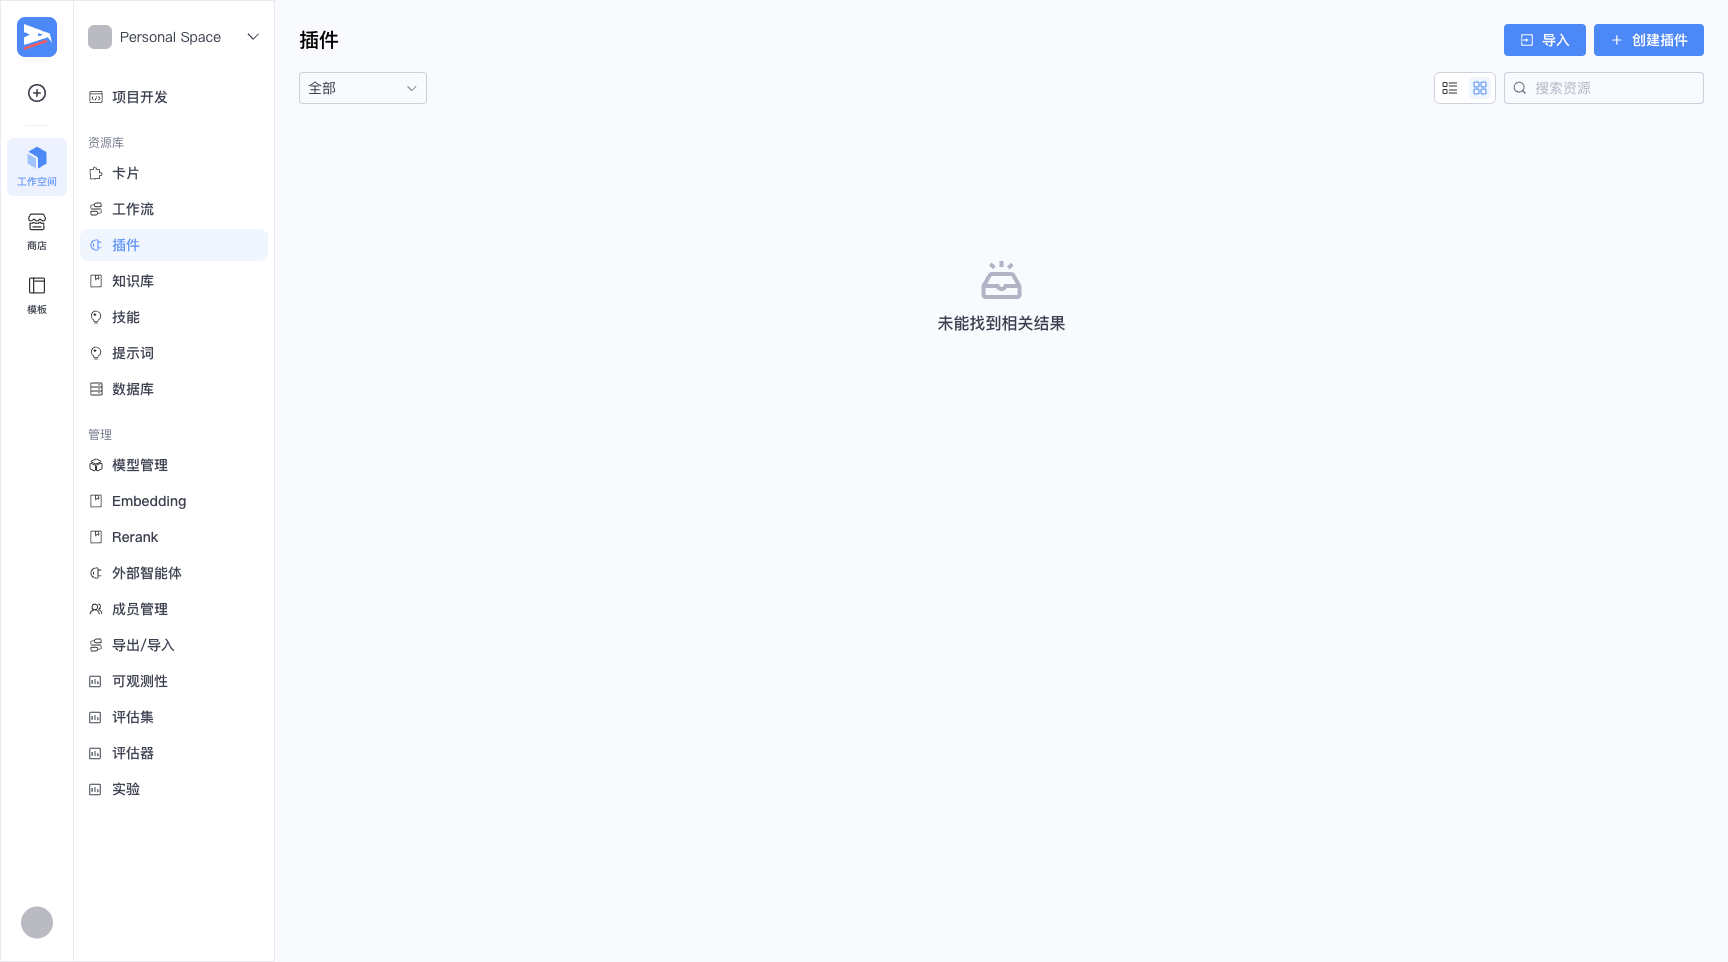 工作空间
商店
模板
Personal Space
项目开发
资源库
卡片
工作流
插件
知识库
技能
提示词
数据库
管理
模型管理
Embedding
Rerank
外部智能体
成员管理
导出/导入
可观测性
评估集
评估器
实验
插件
导入
创建插件
全部
搜索资源
未能找到相关结果